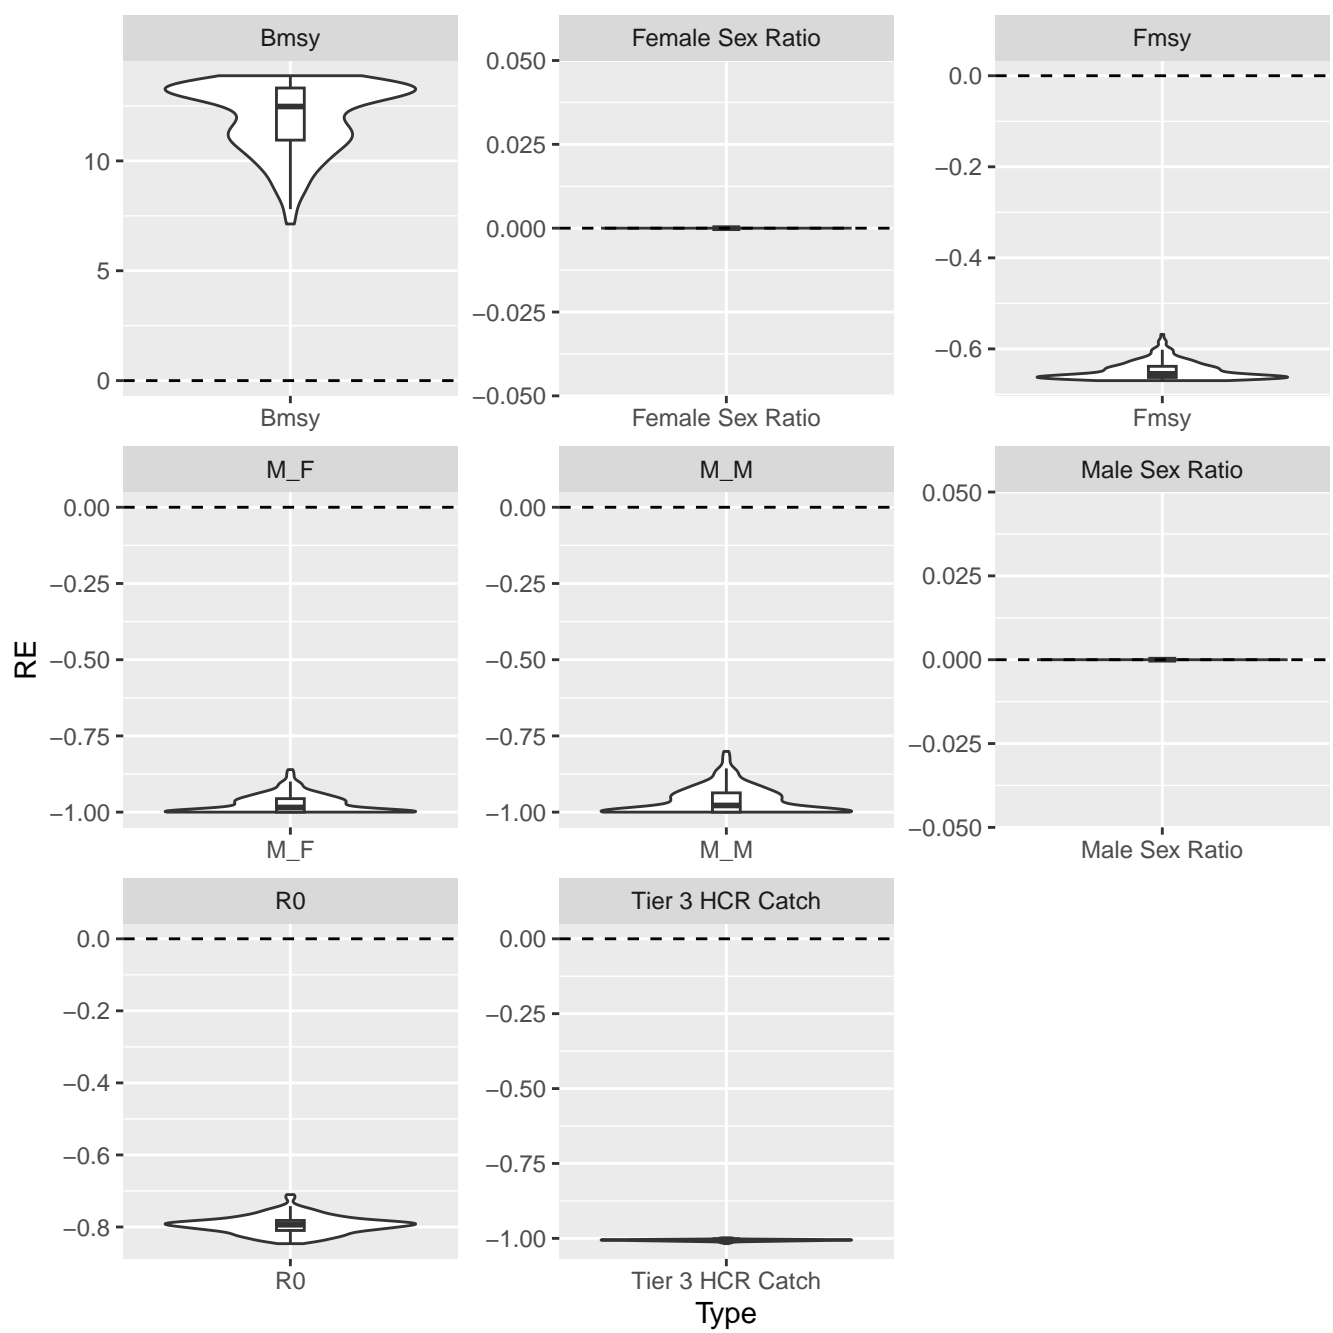 Bmsy
Female Sex Ratio
Fmsy
10
5
0
0.050
0.025
0.000
−0.025
−0.050
0.0
−0.2
−0.4
−0.6
Bmsy
Female Sex Ratio
Fmsy
M_F
M_M
Male Sex Ratio
0.00
−0.25
−0.50
−0.75
−1.00
0.00
−0.25
−0.50
−0.75
−1.00
0.050
0.025
0.000
−0.025
−0.050
M_F
M_M
Male Sex Ratio
RE
R0
Tier 3 HCR Catch
0.0
−0.2
−0.4
−0.6
−0.8
0.00
−0.25
−0.50
−0.75
−1.00
R0
Tier 3 HCR Catch
Type